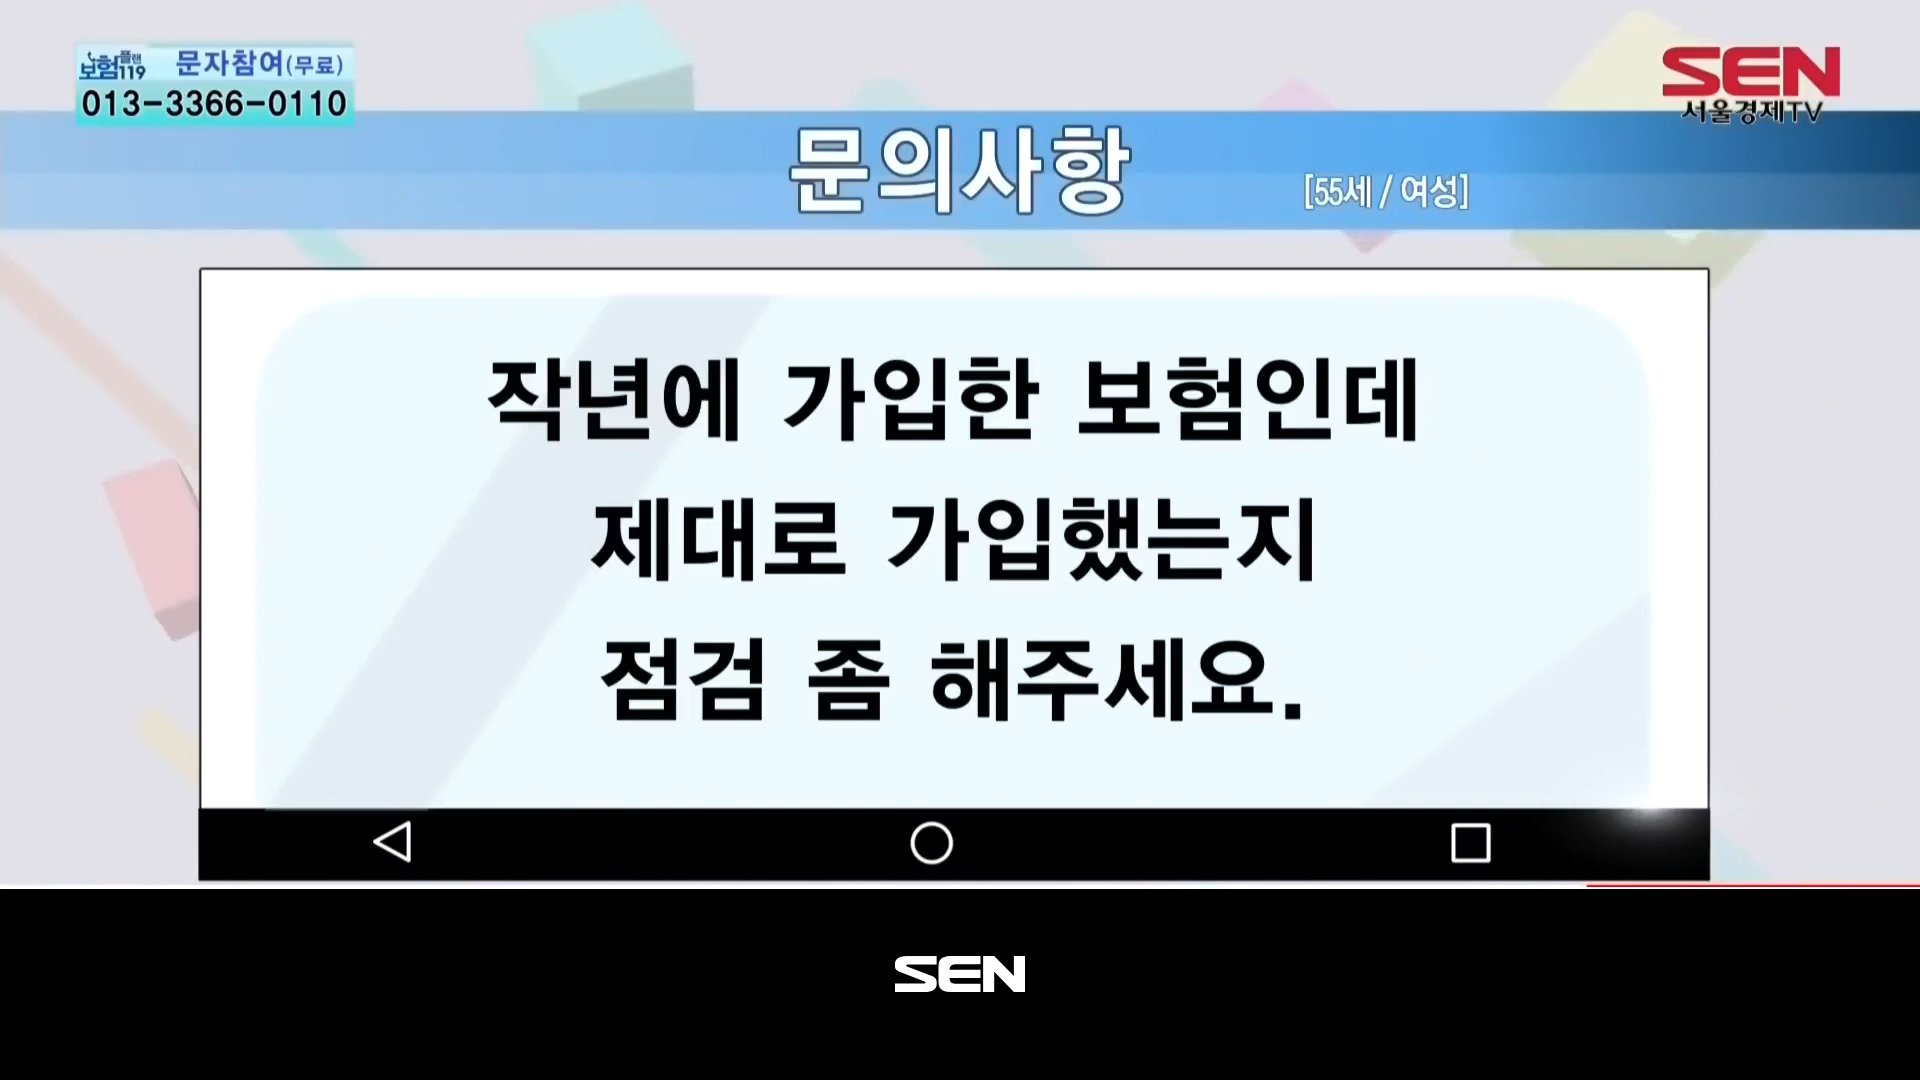 보험플랜119 문자참여(무료)
013-3366-0110
SEN
서울경제TV
문의사항
[55세 / 여성]
작년에 가입한 보험인데
제대로 가입했는지
점검 좀 해주세요.
SEN